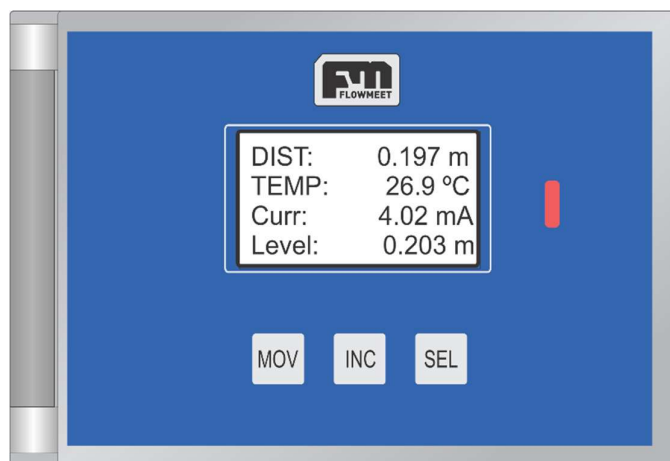 FLOWMEET
DIST: 0.197 m
TEMP: 26.9 ºC
Curr: 4.02 mA
Level: 0.203 m
MOV INC SEL